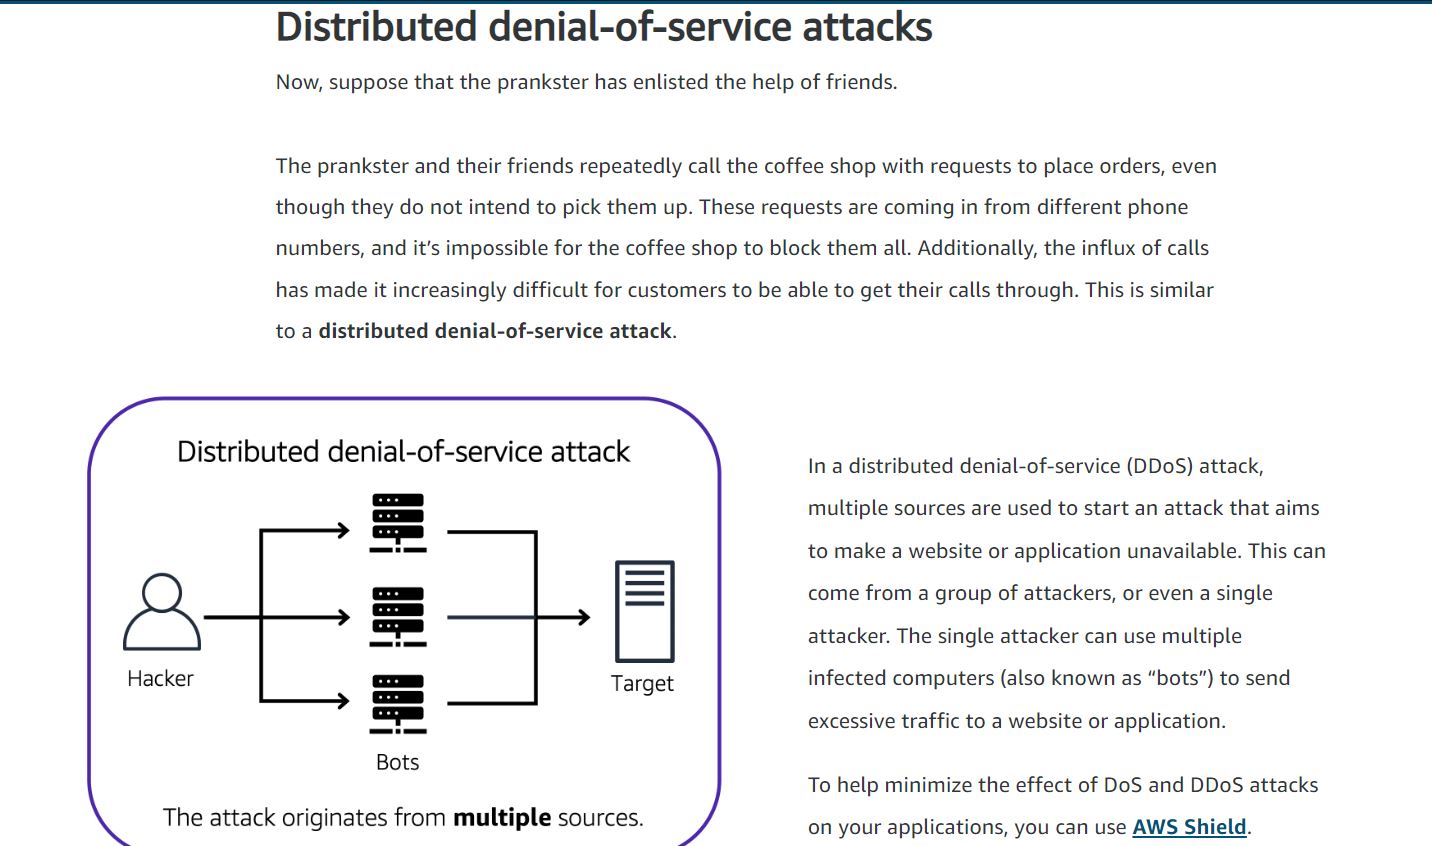 Distributed denial-of-service attacks
Now, suppose that the prankster has enlisted the help of friends.
The prankster and their friends repeatedly call the coffee shop with requests to place orders, even
though they do not intend to pick them up. These requests are coming in from different phone
numbers, and it’s impossible for the coffee shop to block them all. Additionally, the influx of calls
has made it increasingly difficult for customers to be able to get their calls through. This is similar
to a distributed denial-of-service attack.
Distributed denial-of-service attack
Hacker
Bots
Target
The attack originates from multiple sources.
In a distributed denial-of-service (DDoS) attack,
multiple sources are used to start an attack that aims
to make a website or application unavailable. This can
come from a group of attackers, or even a single
attacker. The single attacker can use multiple
infected computers (also known as “bots”) to send
excessive traffic to a website or application.
To help minimize the effect of DoS and DDoS attacks
on your applications, you can use AWS Shield.